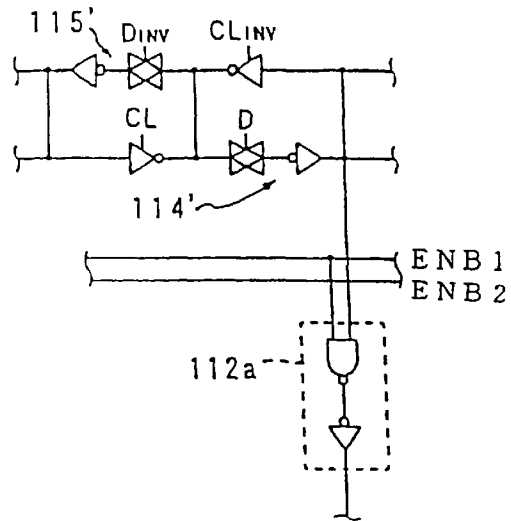 115'
DINV
CLINV
CL
D
114'
ENB1
ENB2
112a